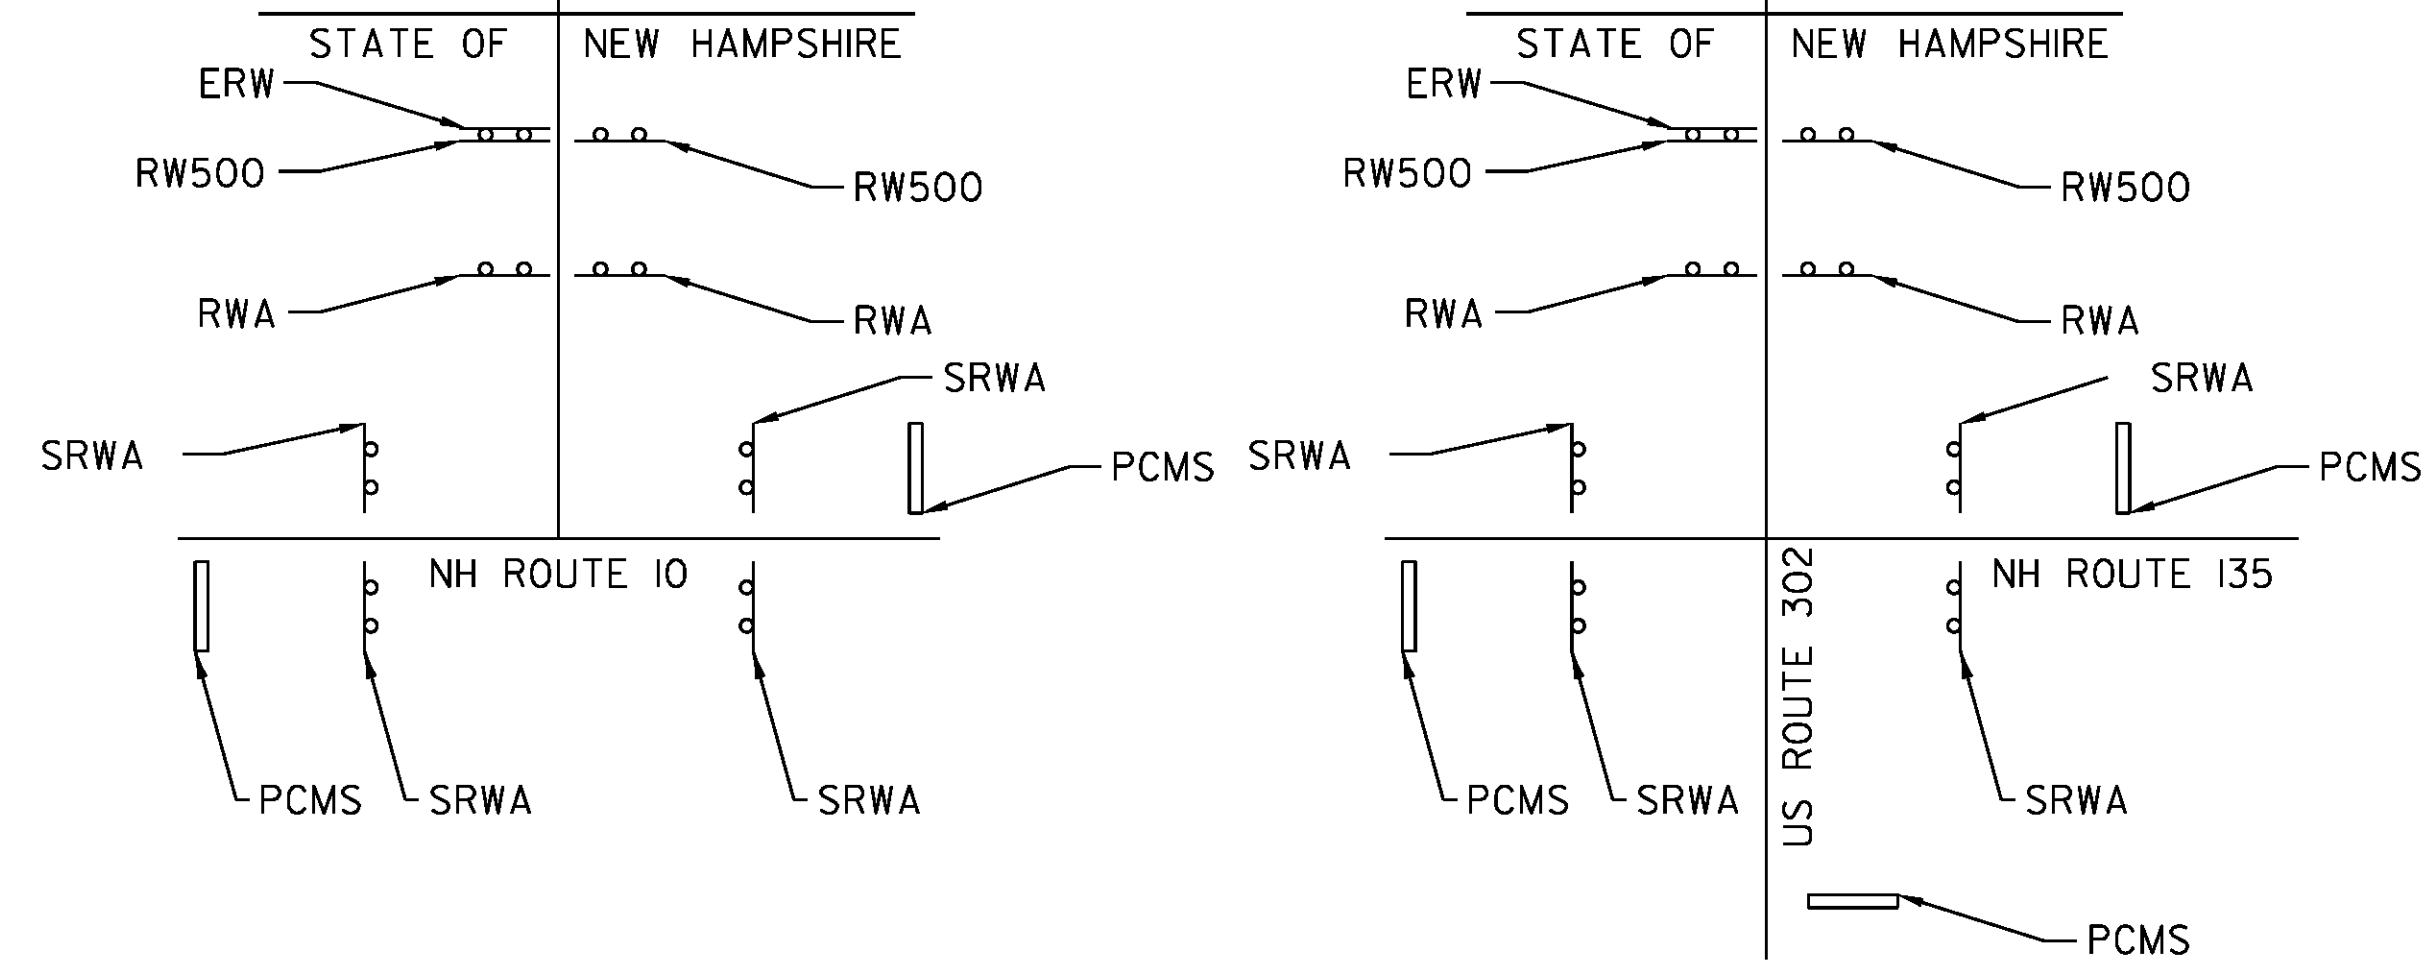 STATE OF NEW HAMPSHIRE
ERW
RW500
RW500
RWA
RWA
SRWA
SRWA
PCMS
NH ROUTE 10
PCMS
SRWA
SRWA
STATE OF NEW HAMPSHIRE
ERW
RW500
RW500
RWA
RWA
SRWA
SRWA
PCMS
NH ROUTE 135
US ROUTE 302
PCMS
SRWA
SRWA
PCMS